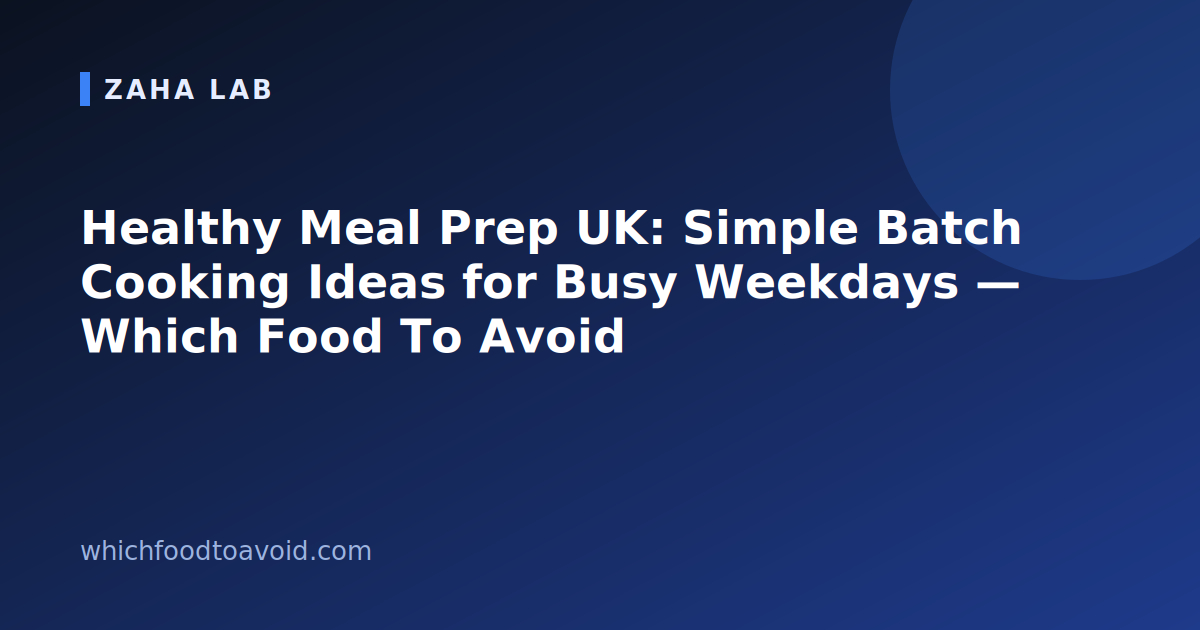 ZAHA LAB
Healthy Meal Prep UK: Simple Batch
Cooking Ideas for Busy Weekdays —
Which Food To Avoid
whichfoodtoavoid.com